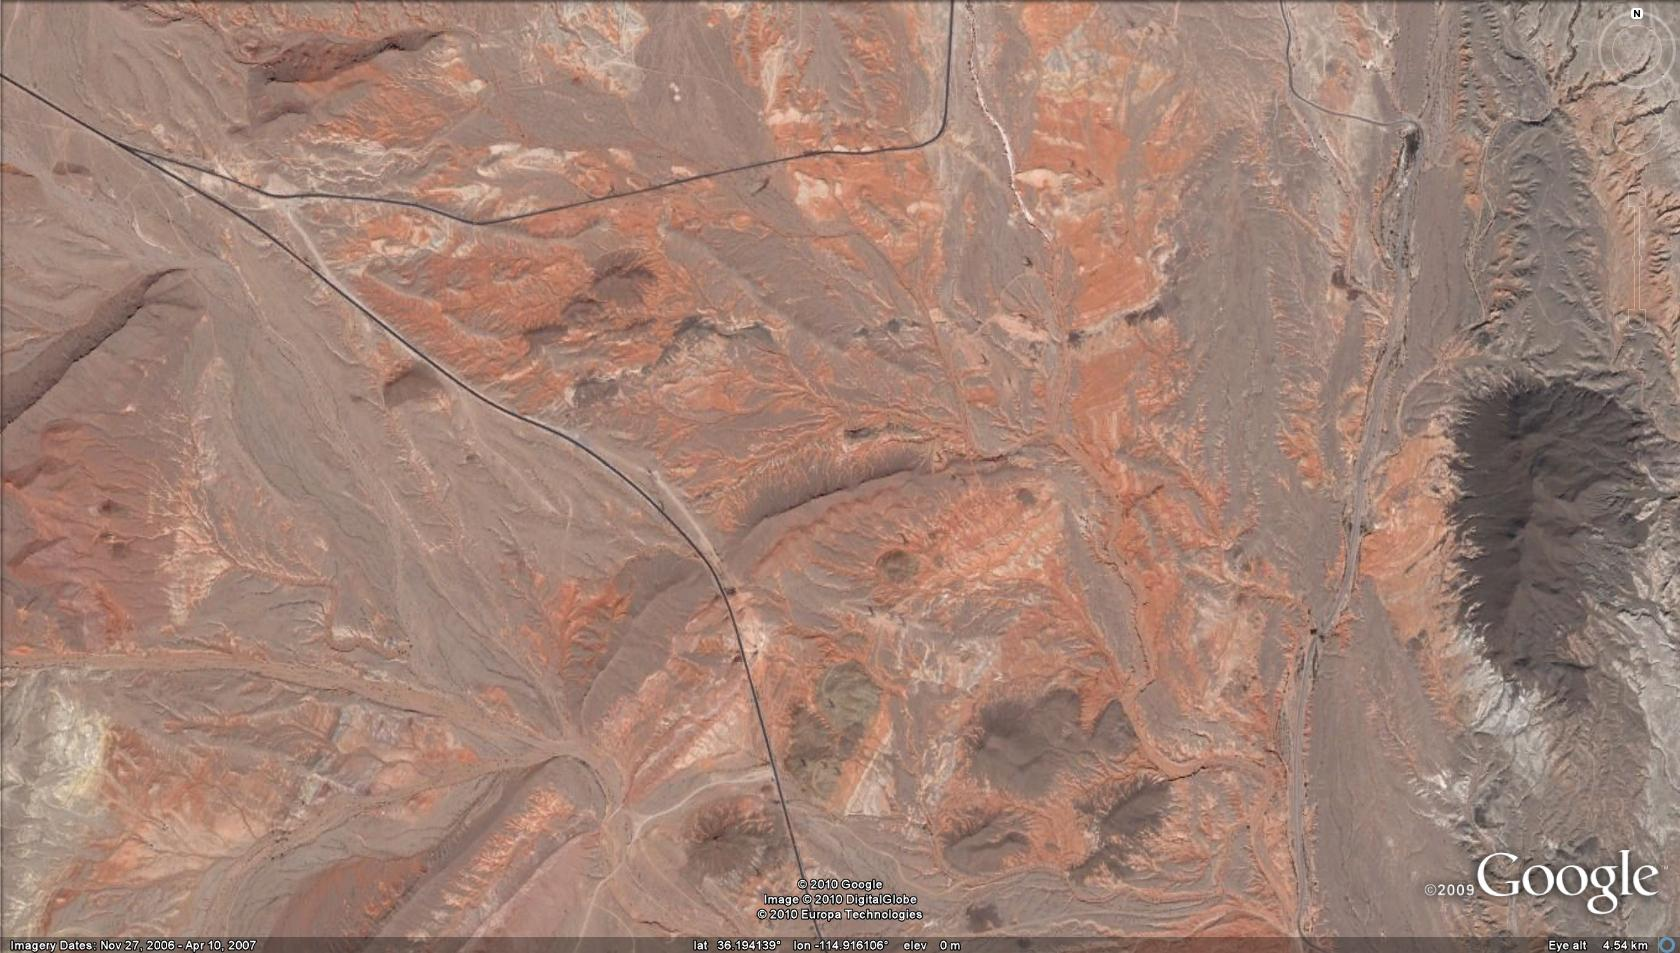 N
© 2010 Google
Image © 2010 DigitalGlobe
© 2010 Europa Technologies
©2009 Google
Imagery Dates: Nov 27, 2006 - Apr 10, 2007 lat 36.194139° lon -114.916106° elev 0 m Eye alt 4.54 km